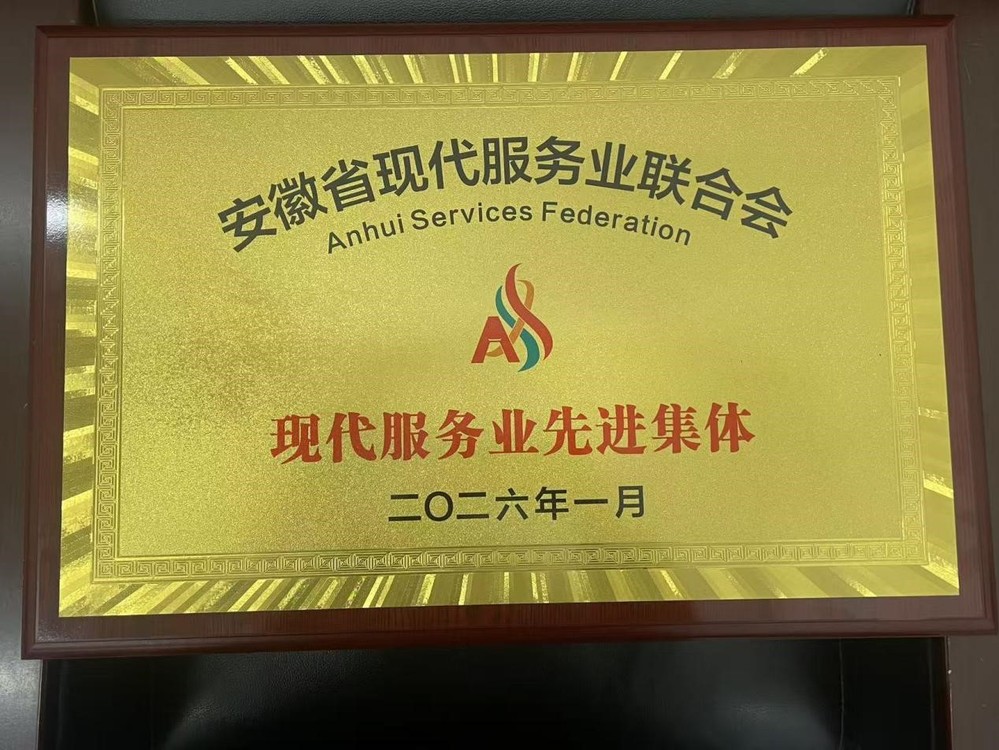 安徽省现代服务业联合会
Anhui Services Federation
A
现代服务业先进集体
二〇二六年一月